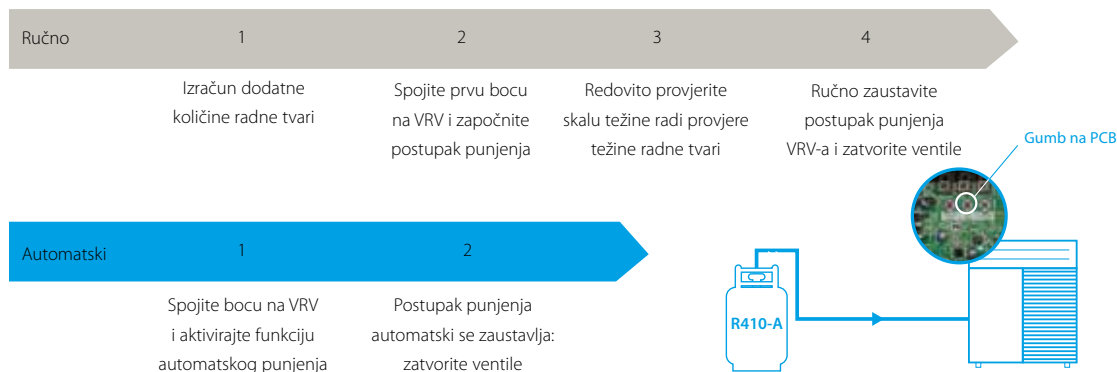 Ručno 1 2 3 4
Izračun dodatne
količine radne tvari
Spojite prvu bocu
na VRV i započnite
postupak punjenja
Redovito provjerite
skalu težine radi provjere
težine radne tvari
Ručno zaustavite
postupak punjenja
VRV-a i zatvorite ventile
Gumb na PCB
Automatski 1 2
Spojite bocu na VRV
i aktivirajte funkciju
automatskog punjenja
Postupak punjenja
automatski se zaustavlja:
zatvorite ventile
R410-A